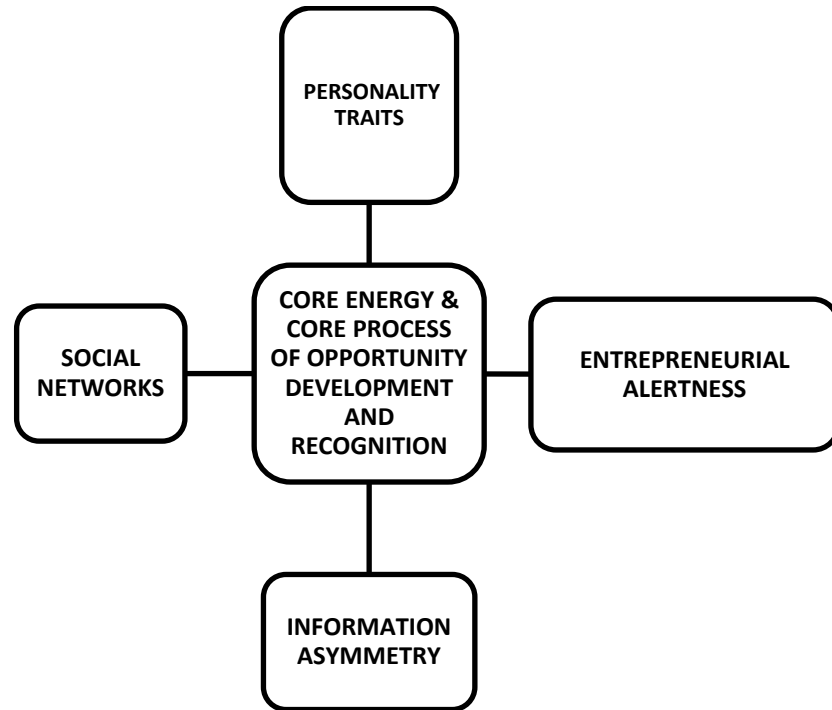 PERSONALITY
TRAITS
CORE ENERGY &
CORE PROCESS
OF OPPORTUNITY
DEVELOPMENT
AND
RECOGNITION
SOCIAL
NETWORKS
ENTREPRENEURIAL
ALERTNESS
INFORMATION
ASYMMETRY